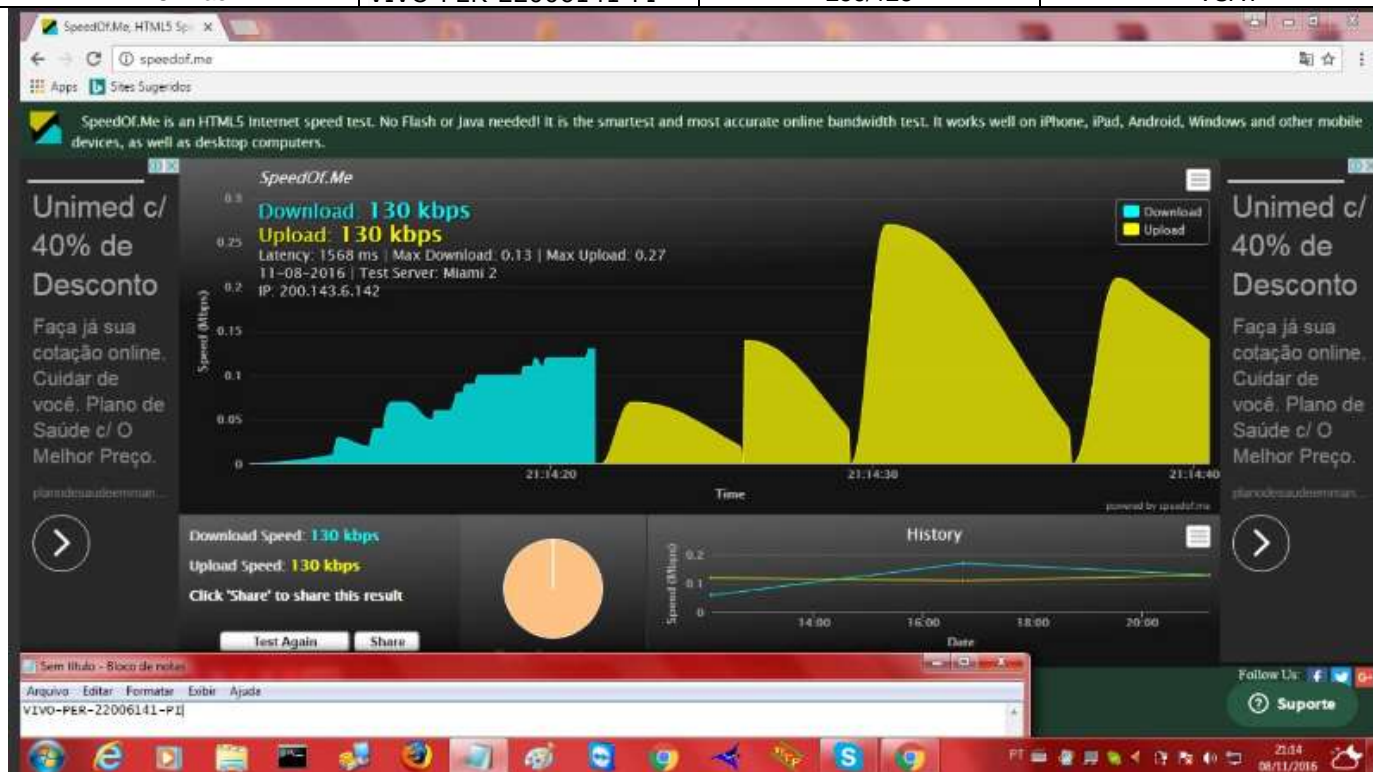 VIVO-PER-22006141-PI
SpeedOf.Me, HTML5 Sp
speedof.me
Apps Sites Sugeridos
SpeedOf.Me is an HTML5 Internet speed test. No Flash or Java needed! It is the smartest and most accurate online bandwidth test. It works well on iPhone, iPad, Android, Windows and other mobile
devices, as well as desktop computers.
Unimed c/
40% de
Desconto
Faça já sua
cotação online.
Cuidar de
você. Plano de
Saúde c/ O
Melhor Preço.
SpeedOf.Me
Download: 130 kbps
Upload: 130 kbps
Latency: 1568 ms | Max Download: 0.13 | Max Upload: 0.27
11-08-2016 | Test Server: Miami 2
IP: 200.143.6.142
Download
Upload
Speed (Mbps)
0.3
0.25
0.2
0.15
0.1
0.05
0
21:14:20
21:14:30
21:14:40
Time
powered by speedof.me
Unimed c/
40% de
Desconto
Faça já sua
cotação online.
Cuidar de
você. Plano de
Saúde c/ O
Melhor Preço.
Download Speed: 130 kbps
Upload Speed: 130 kbps
Click 'Share' to share this result
Test Again Share
History
Speed (Mbps)
0.2
0.1
0
14:00 16:00 18:00 20:00
Date
Follow Us:
Suporte
Sem título - Bloco de notas
Arquivo Editar Formatar Exibir Ajuda
VIVO-PER-22006141-PI
PT
21:14
08/11/2016